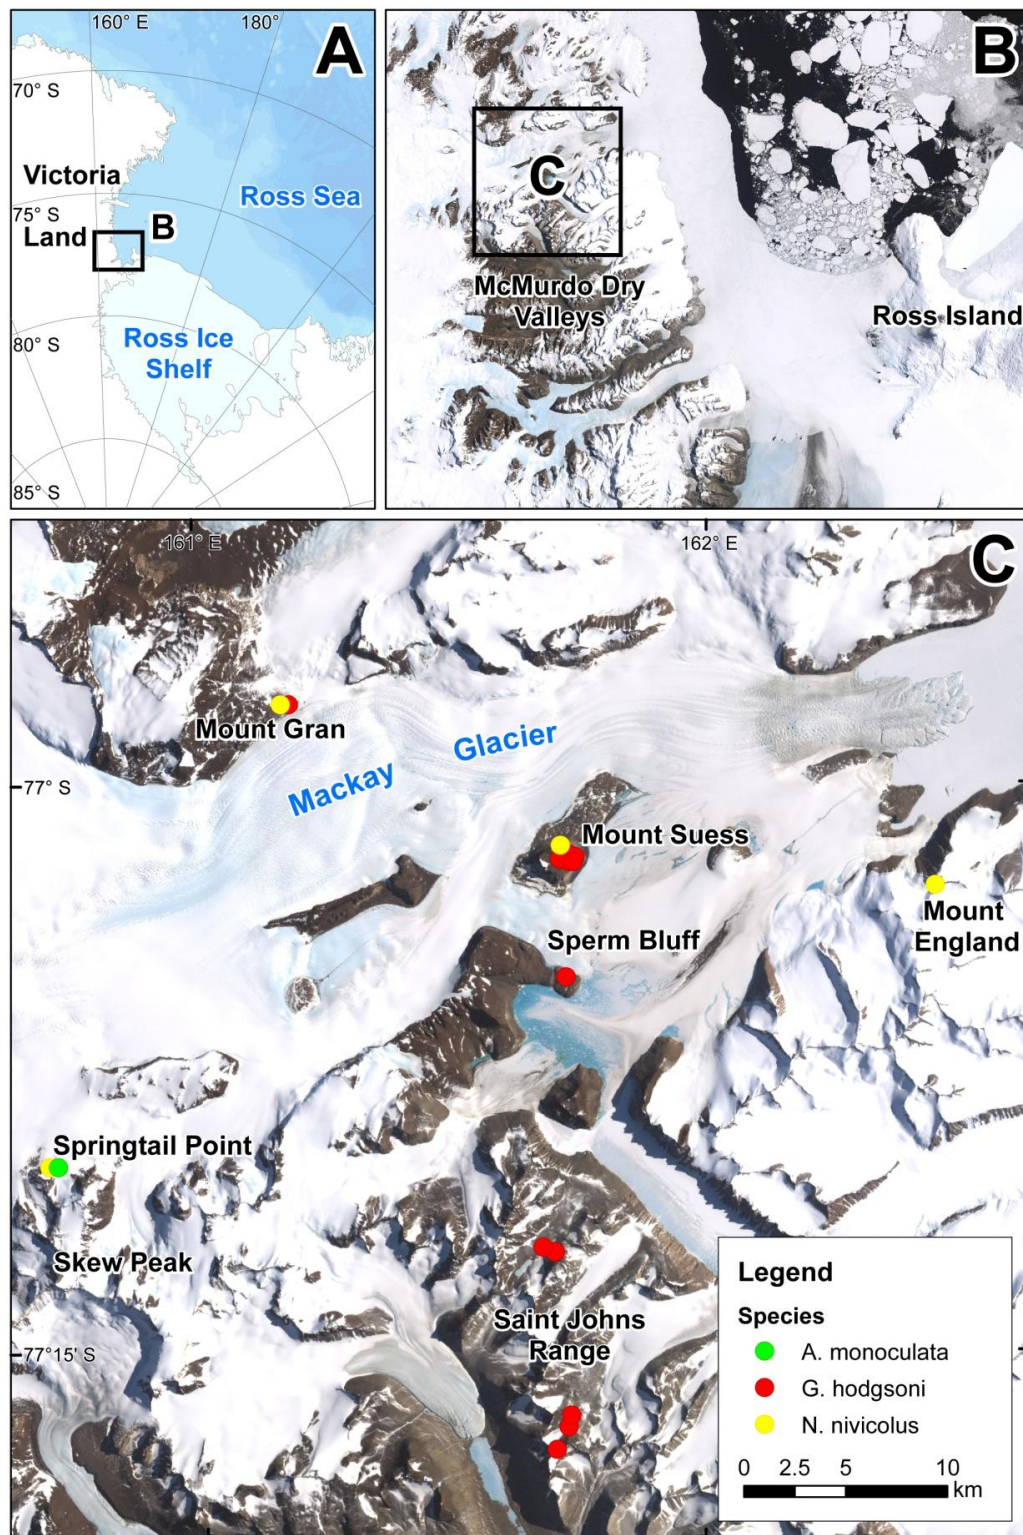 160° E
180°
A
70° S
Victoria
75° S
Land
B
Ross Sea
80° S
Ross Ice
Shelf
85° S
B
C
McMurdo Dry
Valleys
Ross Island
161° E
162° E
C
Mount Gran
Mackay Glacier
77° S
Mount Suess
Mount
England
Sperm Bluff
Springtail Point
Skew Peak
Saint Johns
Range
77°15' S
Legend
Species
A. monoculata
G. hodgsoni
N. nivicolus
0 2.5 5 10
km